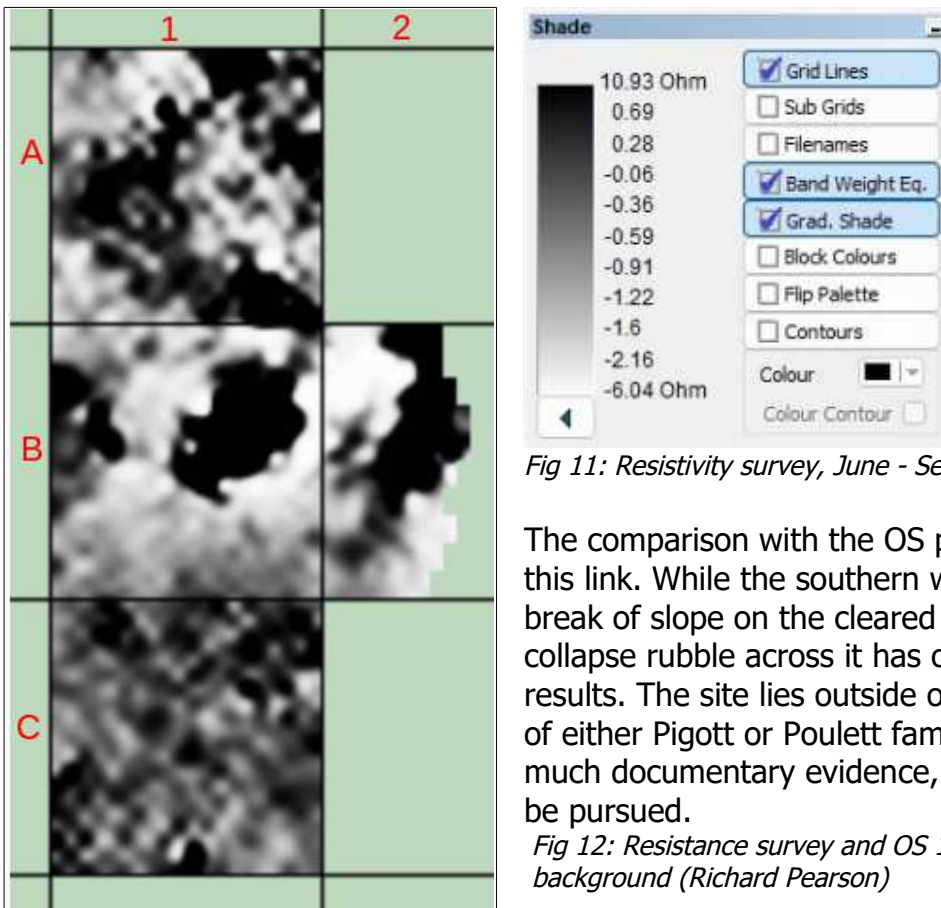 1 2
A
B
C
Shade
10.93 Ohm
0.69
0.28
-0.06
-0.36
-0.59
-0.91
-1.22
-1.6
-2.16
-6.04 Ohm
Grid Lines
Sub Grids
Filenames
Band Weight Eq.
Grad. Shade
Block Colours
Flip Palette
Contours
Colour
Colour Contour
Fig 11: Resistivity survey, June - Se
The comparison with the OS p
this link. While the southern w
break of slope on the cleared
collapse rubble across it has c
results. The site lies outside o
of either Pigott or Poulett fam
much documentary evidence,
be pursued.
Fig 12: Resistance survey and OS 1
background (Richard Pearson)